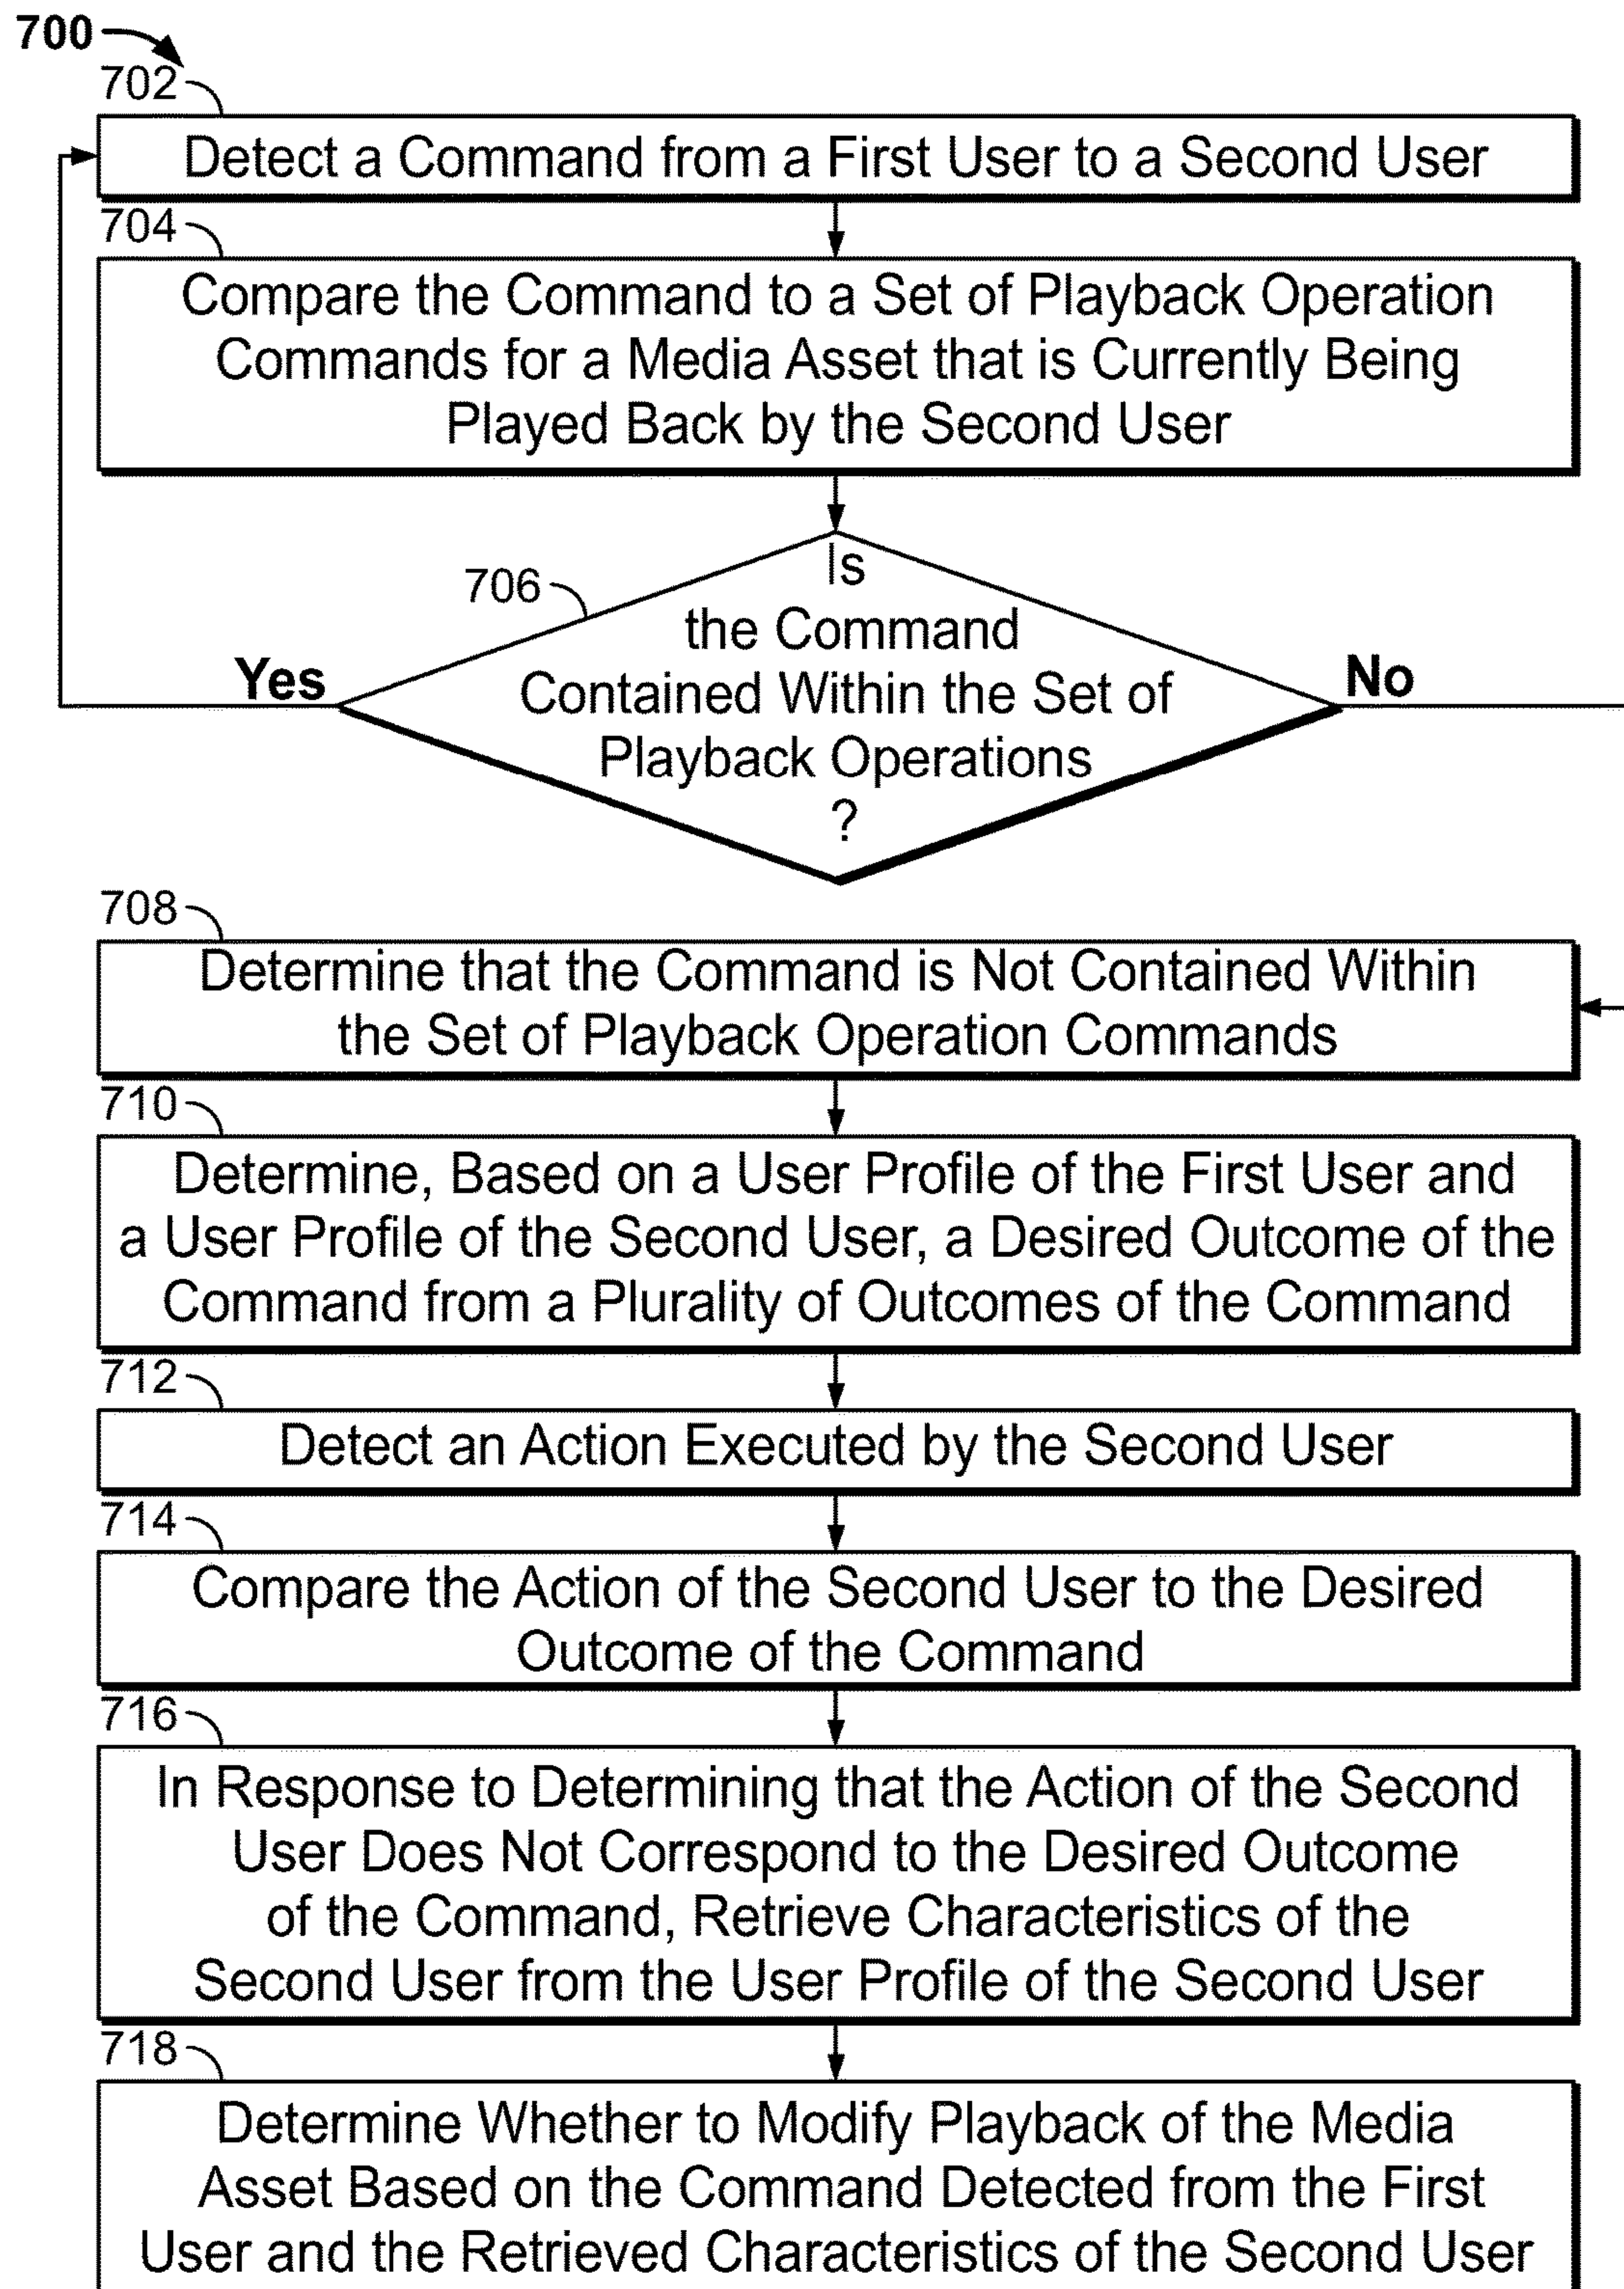 700
702
Detect a Command from a First User to a Second User
704
Compare the Command to a Set of Playback Operation
Commands for a Media Asset that is Currently Being
Played Back by the Second User
706
Is
the Command
Contained Within the Set of
Playback Operations
?
Yes
No
708
Determine that the Command is Not Contained Within
the Set of Playback Operation Commands
710
Determine, Based on a User Profile of the First User and
a User Profile of the Second User, a Desired Outcome of the
Command from a Plurality of Outcomes of the Command
712
Detect an Action Executed by the Second User
714
Compare the Action of the Second User to the Desired
Outcome of the Command
716
In Response to Determining that the Action of the Second
User Does Not Correspond to the Desired Outcome
of the Command, Retrieve Characteristics of the
Second User from the User Profile of the Second User
718
Determine Whether to Modify Playback of the Media
Asset Based on the Command Detected from the First
User and the Retrieved Characteristics of the Second User